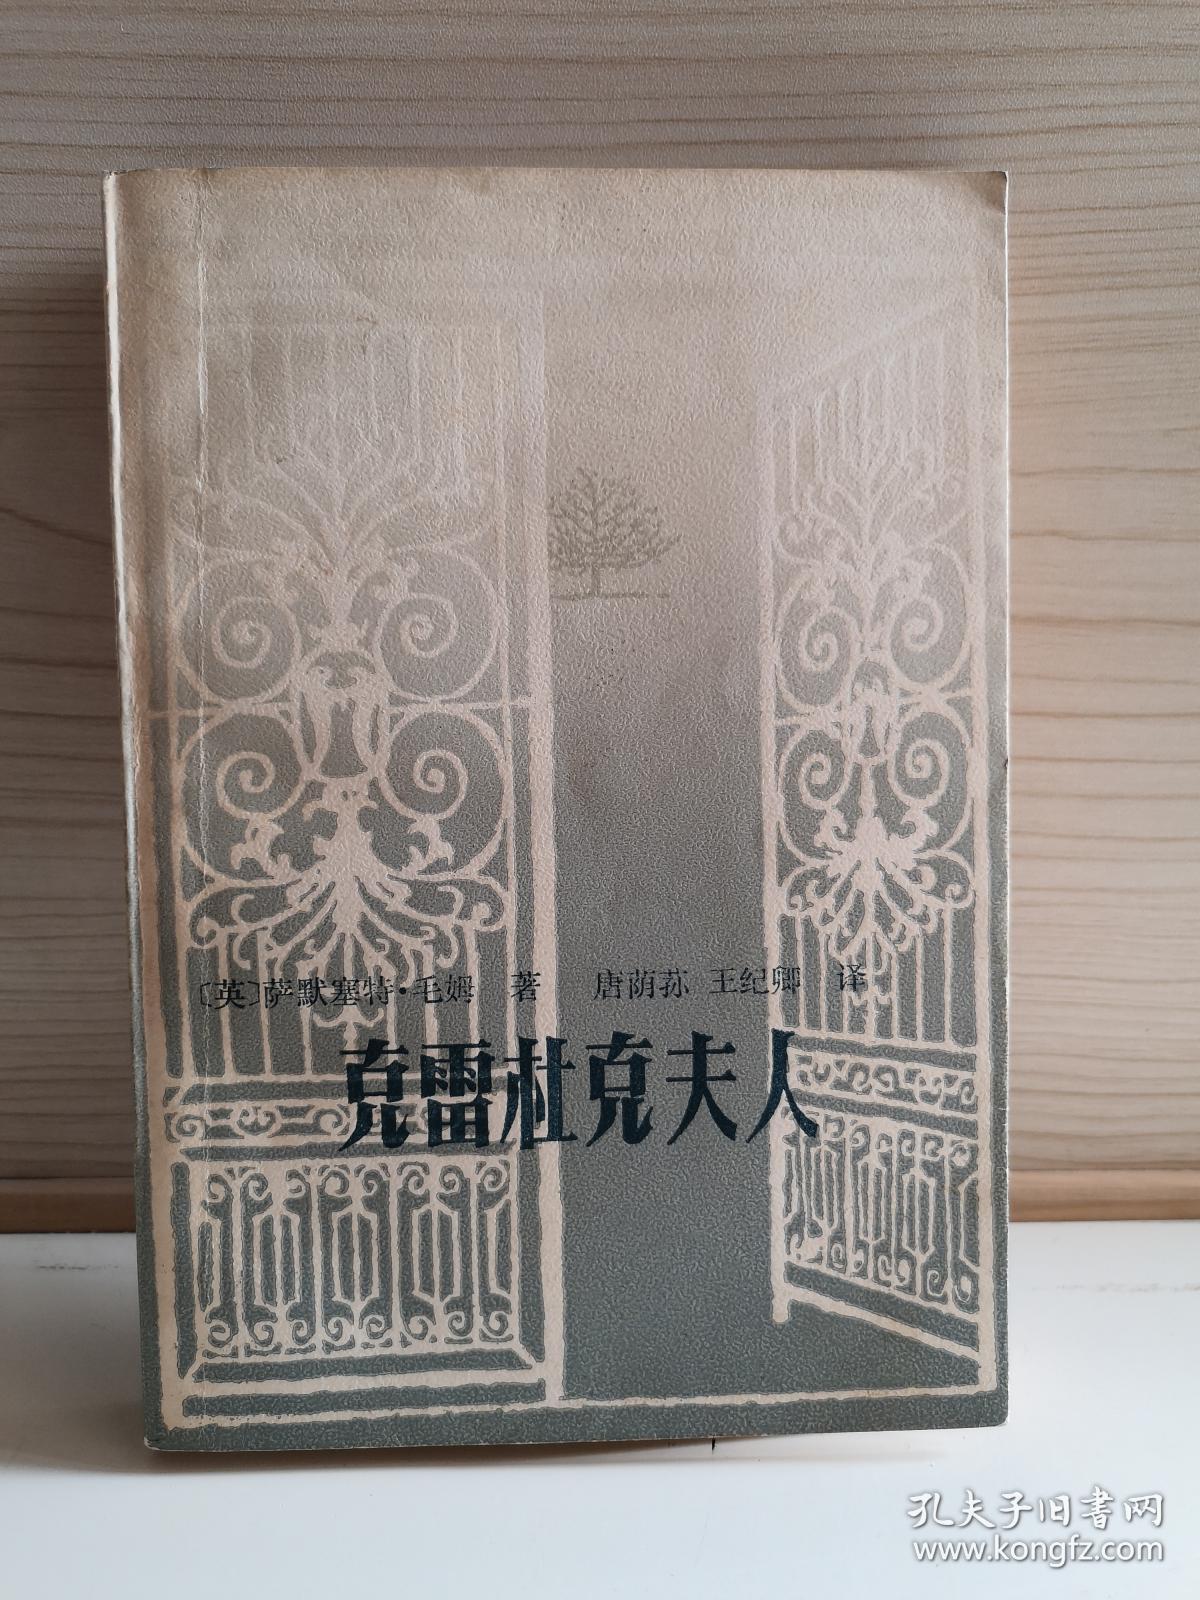 〔英〕萨默塞特·毛姆 著 唐荫荪 王纪卿 译
克雷杜克夫人
孔夫子旧书网
www.kongfz.com